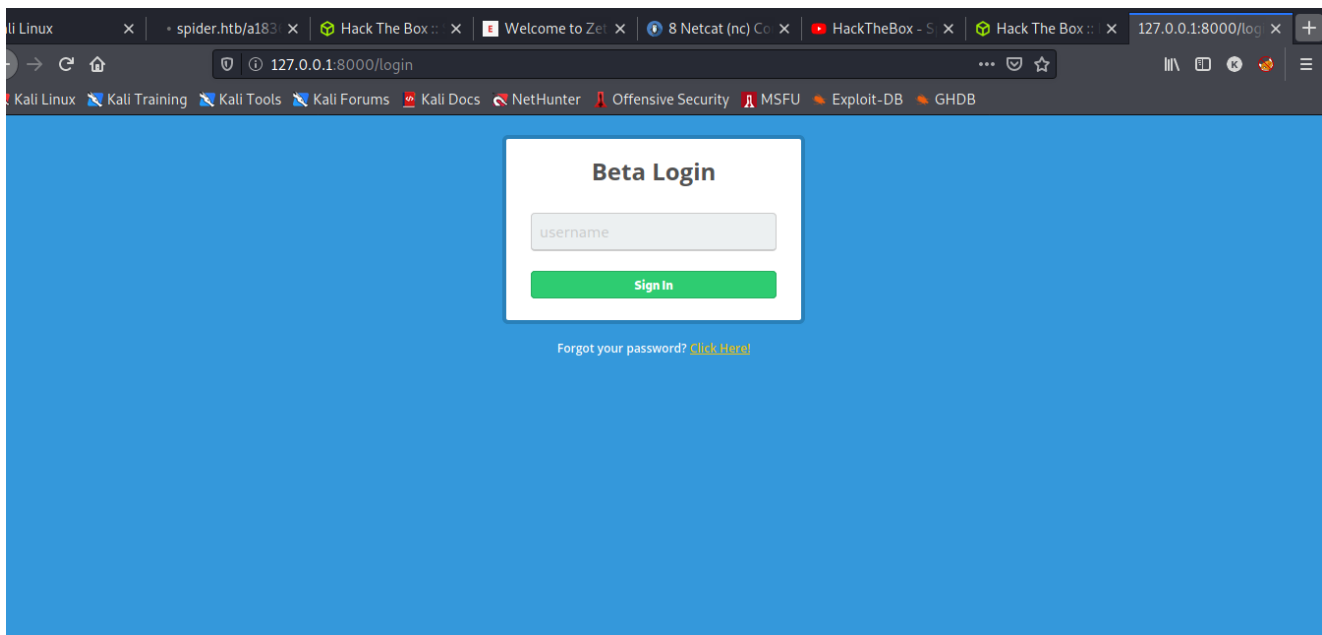 li Linux spider.htb/a183 Hack The Box :: Welcome to Zet 8 Netcat (nc) Co HackTheBox - S Hack The Box :: 127.0.0.1:8000/log
127.0.0.1:8000/login
Kali Linux Kali Training Kali Tools Kali Forums Kali Docs NetHunter Offensive Security MSFU Exploit-DB GHDB
Beta Login
username
Sign In
Forgot your password? Click Here!